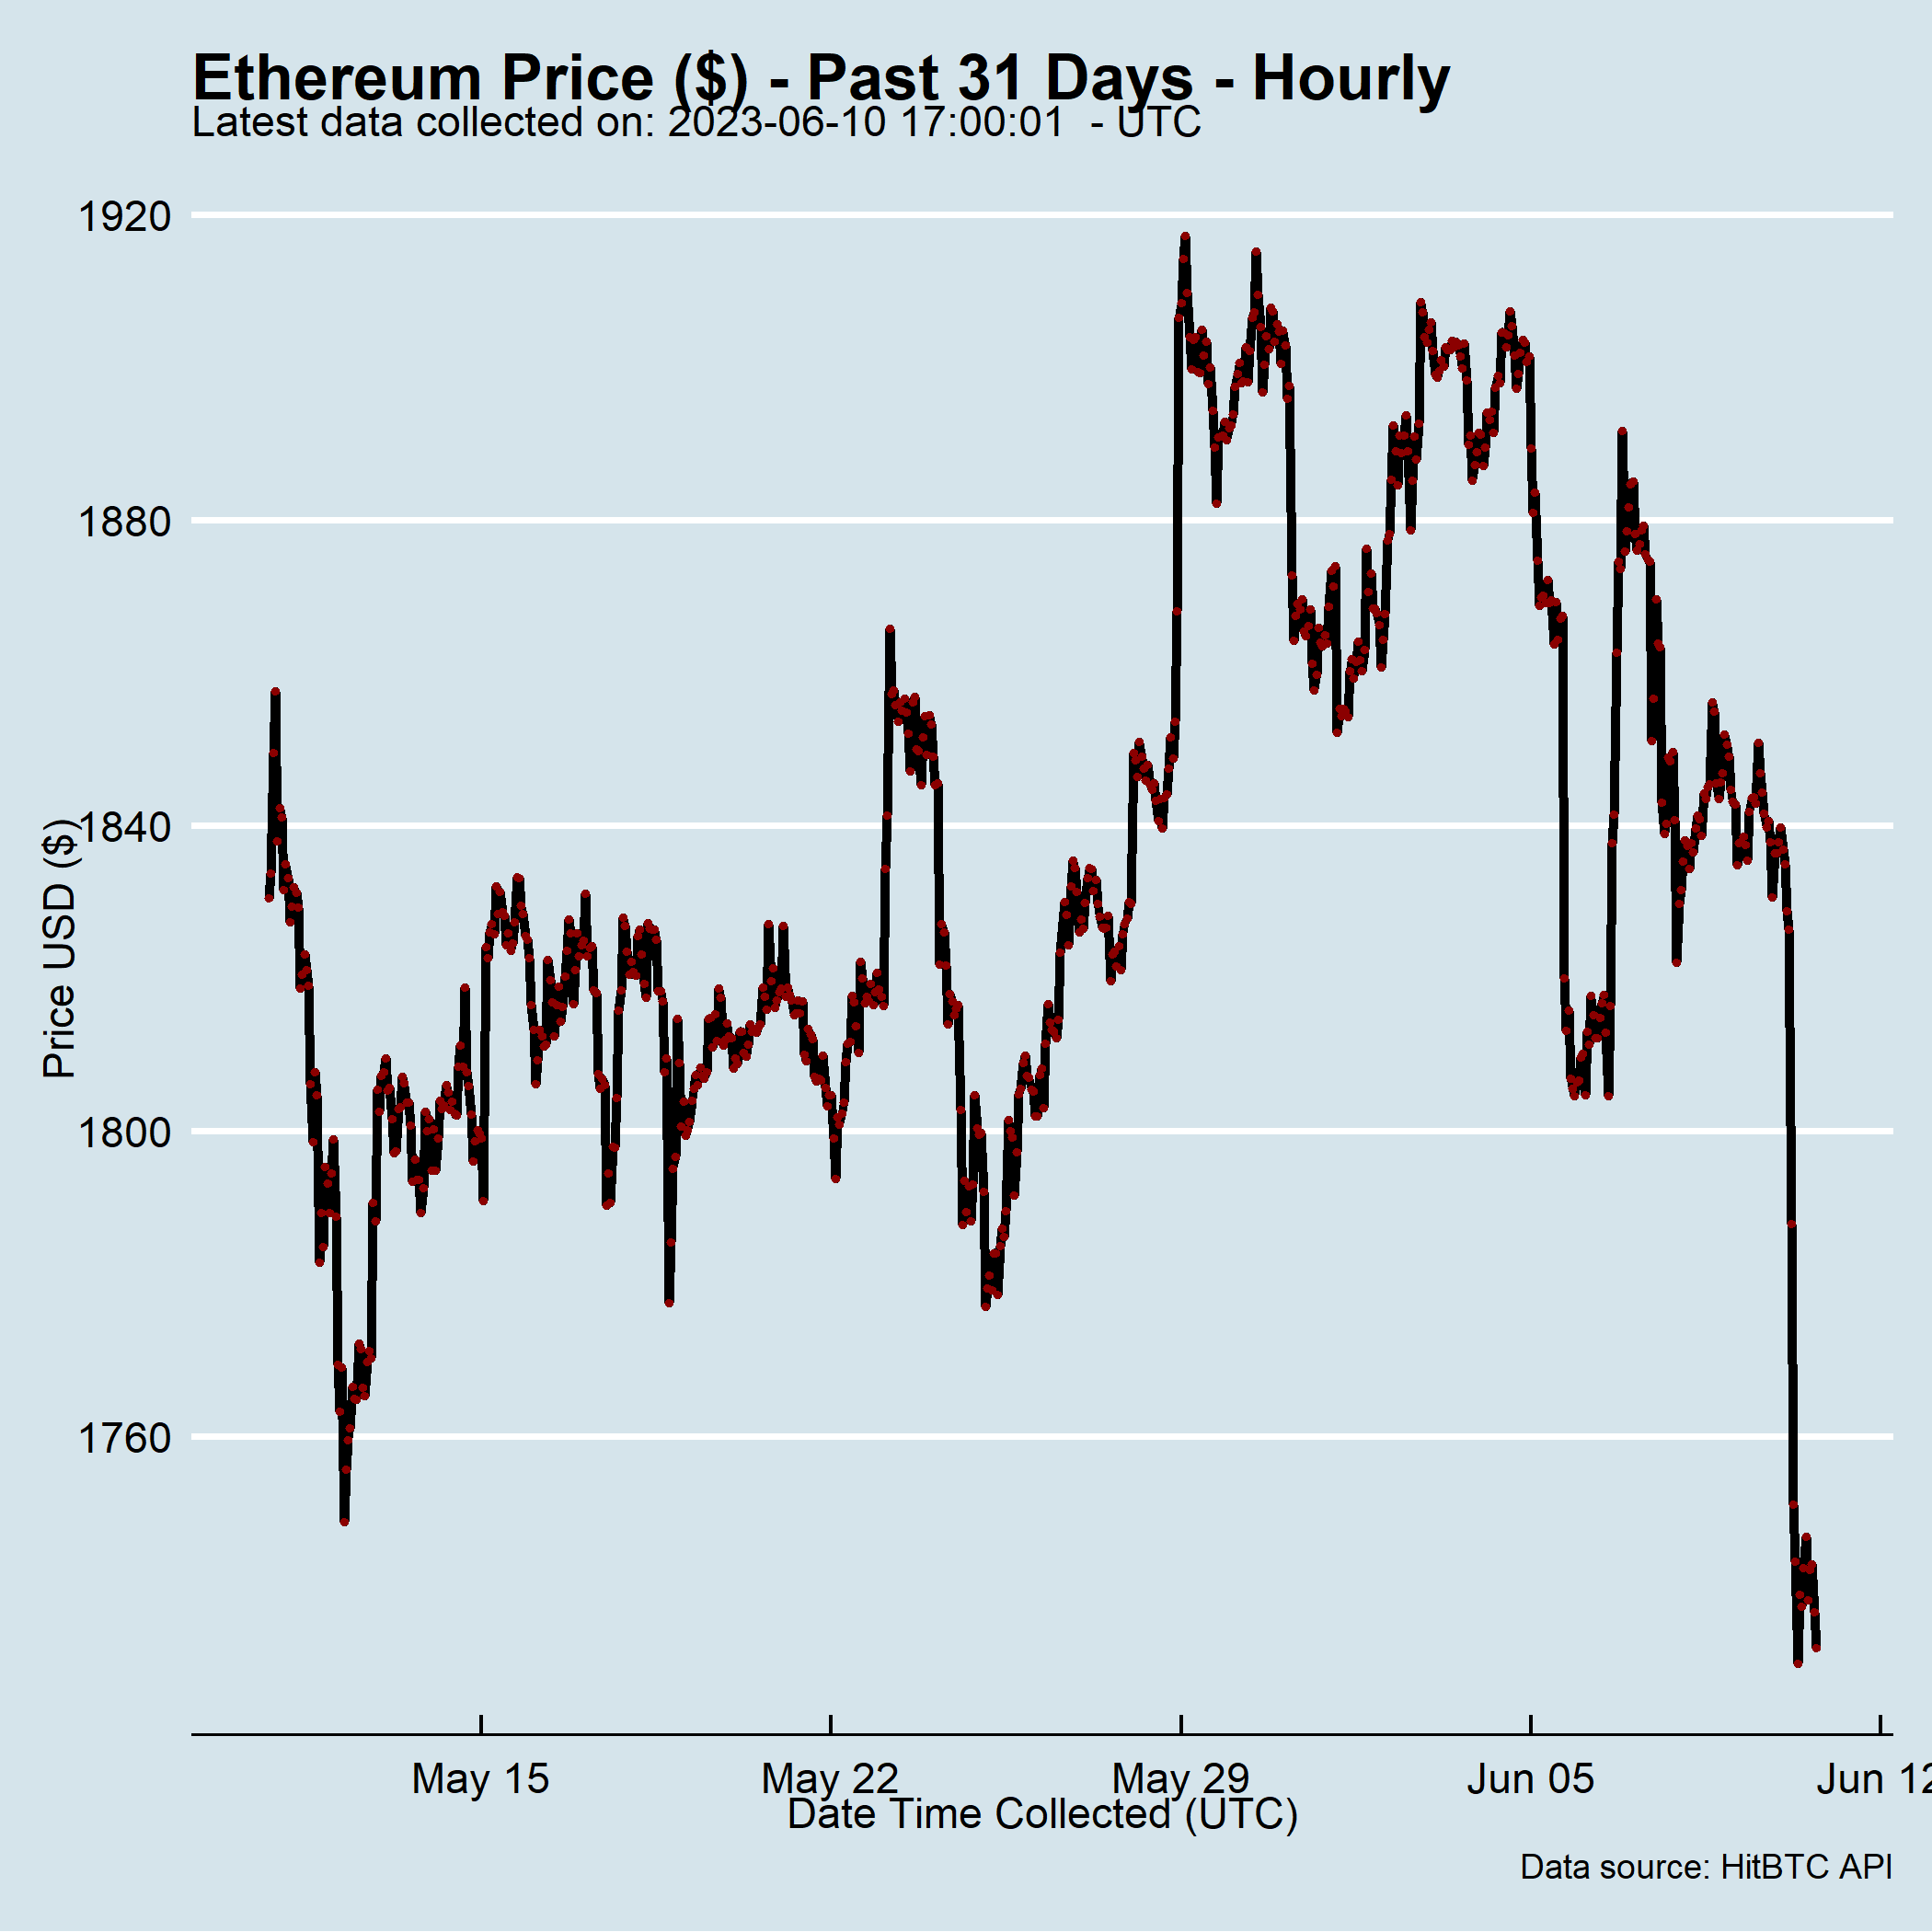 Ethereum Price ($) - Past 31 Days - Hourly
Latest data collected on: 2023-06-10 17:00:01  - UTC
1920
1880
1840
1800
1760
Price USD ($)
May 15
May 22
May 29
Jun 05
Jun 12
Date Time Collected (UTC)
Data source: HitBTC API